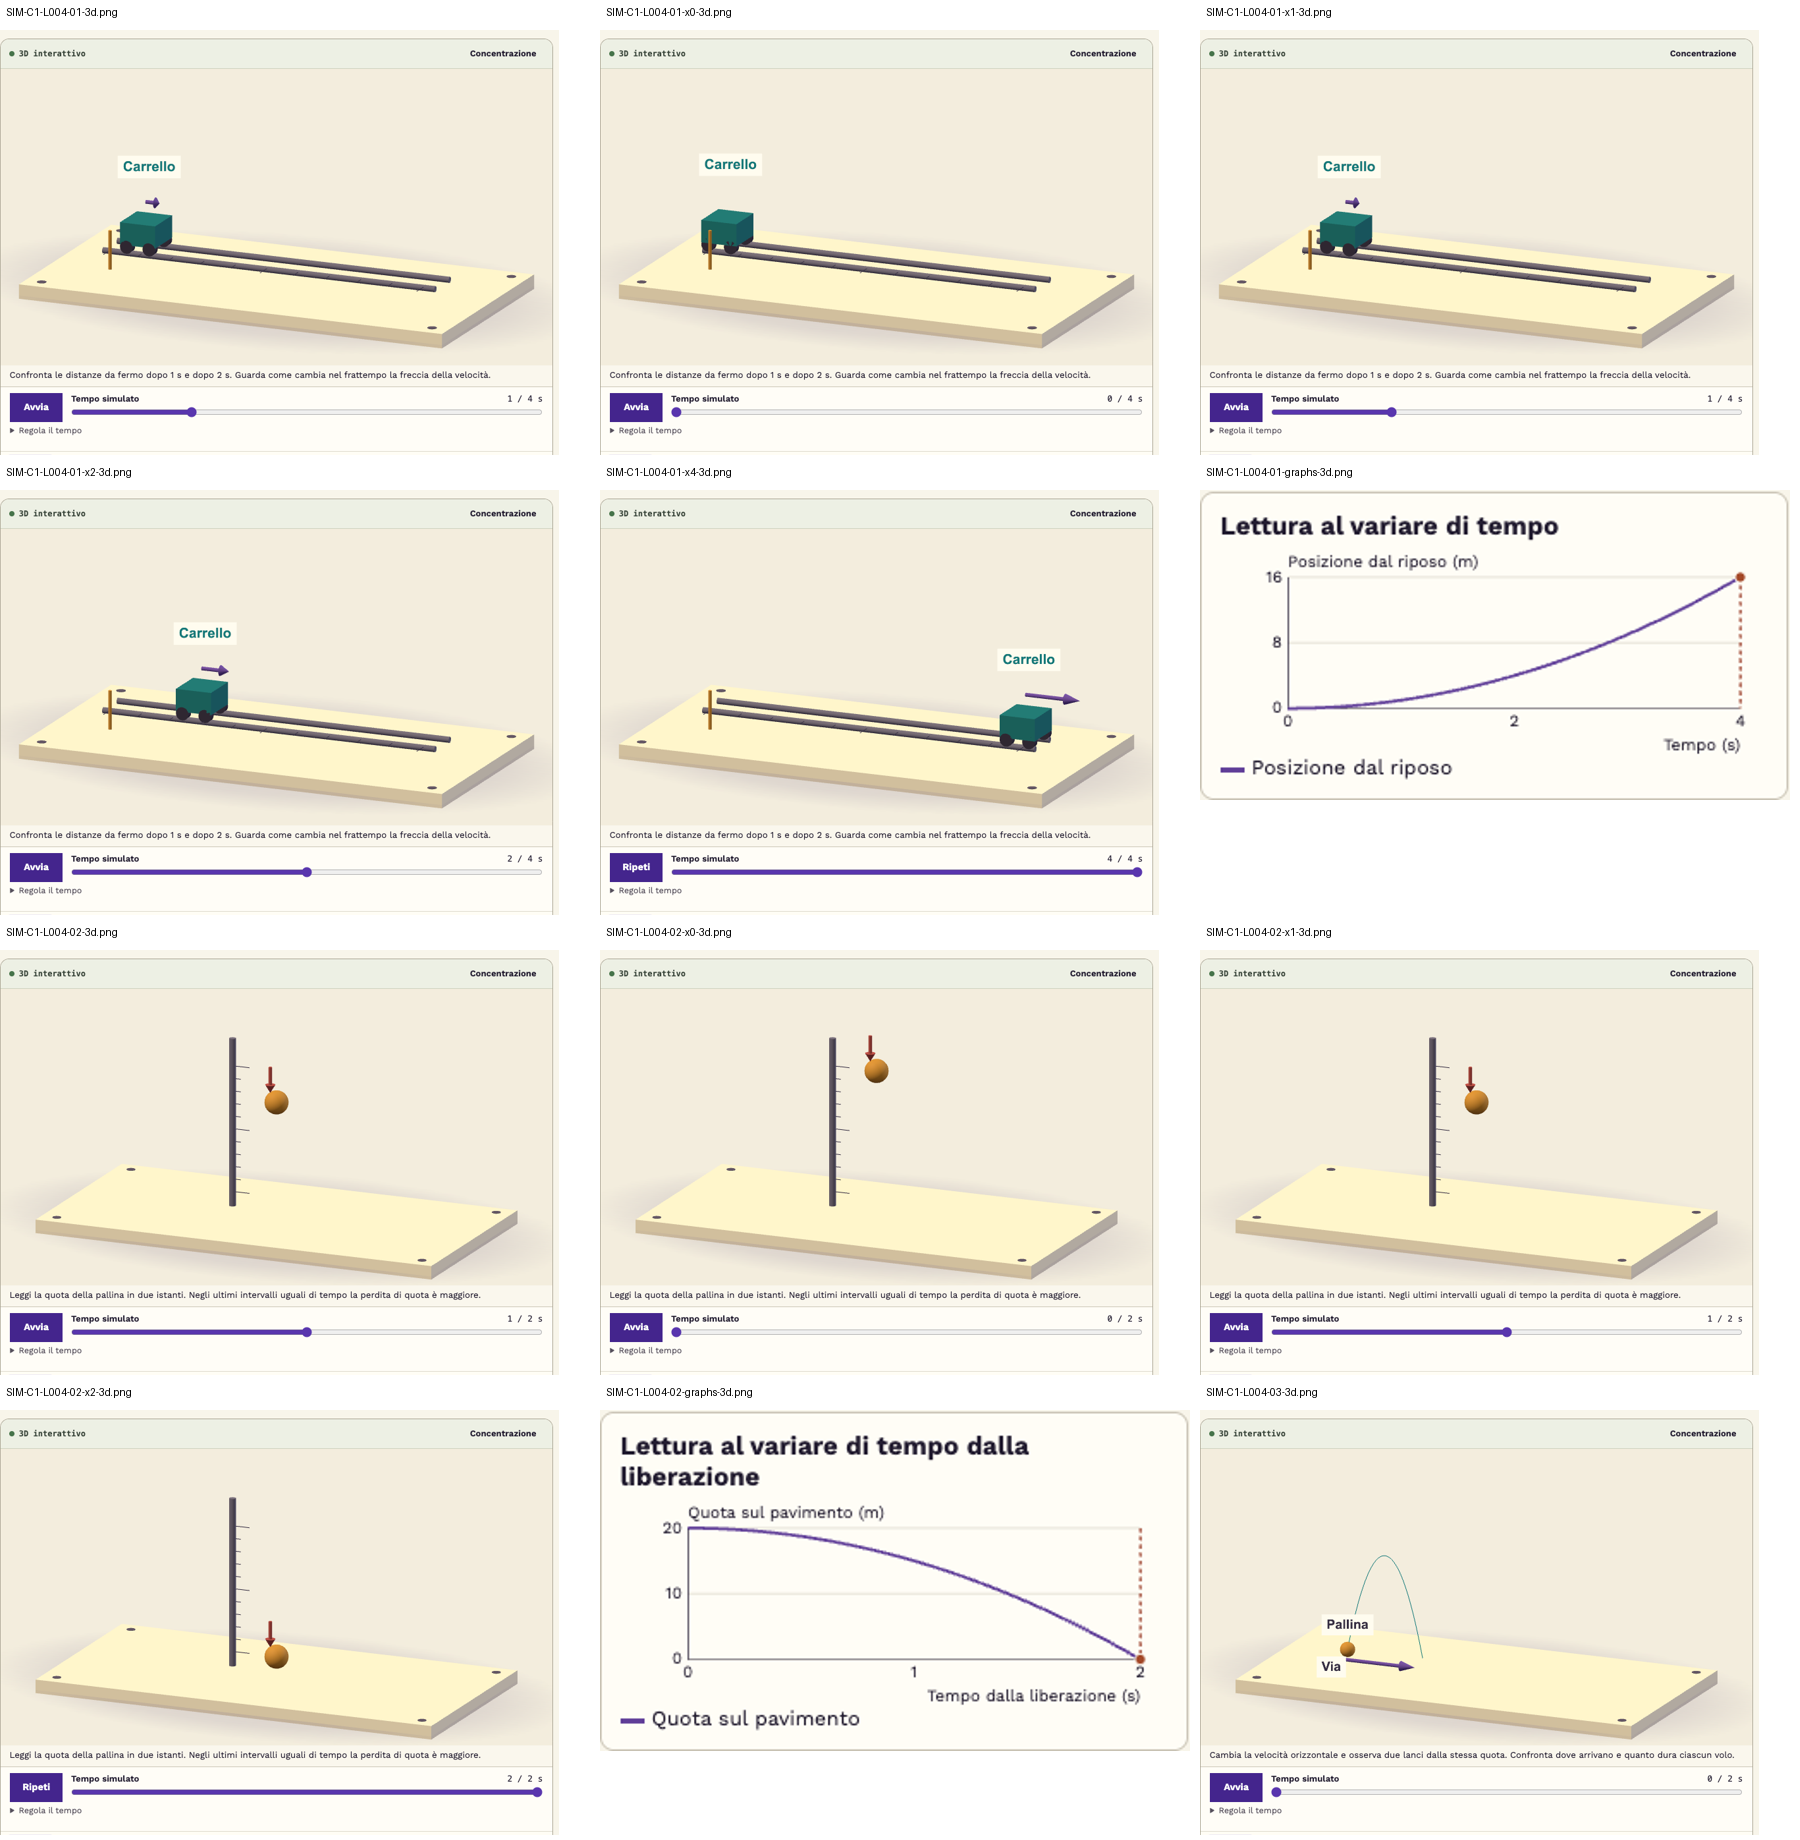 SIM-C1-L004-01-3d.png
3D interattivo
Concentrazione
Carrello
Confronta le distanze da fermo dopo 1 s e dopo 2 s. Guarda come cambia nel frattempo la freccia della velocità.
Avvia
Tempo simulato
1 / 4 s
Regola il tempo
SIM-C1-L004-01-x0-3d.png
3D interattivo
Concentrazione
Carrello
Confronta le distanze da fermo dopo 1 s e dopo 2 s. Guarda come cambia nel frattempo la freccia della velocità.
Avvia
Tempo simulato
0 / 4 s
Regola il tempo
SIM-C1-L004-01-x1-3d.png
3D interattivo
Concentrazione
Carrello
Confronta le distanze da fermo dopo 1 s e dopo 2 s. Guarda come cambia nel frattempo la freccia della velocità.
Avvia
Tempo simulato
1 / 4 s
Regola il tempo
SIM-C1-L004-01-x2-3d.png
3D interattivo
Concentrazione
Carrello
Confronta le distanze da fermo dopo 1 s e dopo 2 s. Guarda come cambia nel frattempo la freccia della velocità.
Avvia
Tempo simulato
2 / 4 s
Regola il tempo
SIM-C1-L004-01-x4-3d.png
3D interattivo
Concentrazione
Carrello
Confronta le distanze da fermo dopo 1 s e dopo 2 s. Guarda come cambia nel frattempo la freccia della velocità.
Ripeti
Tempo simulato
4 / 4 s
Regola il tempo
SIM-C1-L004-01-graphs-3d.png
Lettura al variare di tempo
Posizione dal riposo (m)
16
8
0
0
2
4
Tempo (s)
Posizione dal riposo
SIM-C1-L004-02-3d.png
3D interattivo
Concentrazione
Leggi la quota della pallina in due istanti. Negli ultimi intervalli uguali di tempo la perdita di quota è maggiore.
Avvia
Tempo simulato
1 / 2 s
Regola il tempo
SIM-C1-L004-02-x0-3d.png
3D interattivo
Concentrazione
Leggi la quota della pallina in due istanti. Negli ultimi intervalli uguali di tempo la perdita di quota è maggiore.
Avvia
Tempo simulato
0 / 2 s
Regola il tempo
SIM-C1-L004-02-x1-3d.png
3D interattivo
Concentrazione
Leggi la quota della pallina in due istanti. Negli ultimi intervalli uguali di tempo la perdita di quota è maggiore.
Avvia
Tempo simulato
1 / 2 s
Regola il tempo
SIM-C1-L004-02-x2-3d.png
3D interattivo
Concentrazione
Leggi la quota della pallina in due istanti. Negli ultimi intervalli uguali di tempo la perdita di quota è maggiore.
Ripeti
Tempo simulato
2 / 2 s
Regola il tempo
SIM-C1-L004-02-graphs-3d.png
Lettura al variare di tempo dalla
liberazione
Quota sul pavimento (m)
20
10
0
0
1
2
Tempo dalla liberazione (s)
Quota sul pavimento
SIM-C1-L004-03-3d.png
3D interattivo
Concentrazione
Pallina
Via
Cambia la velocità orizzontale e osserva due lanci dalla stessa quota. Confronta dove arrivano e quanto dura ciascun volo.
Avvia
Tempo simulato
0 / 2 s
Regola il tempo